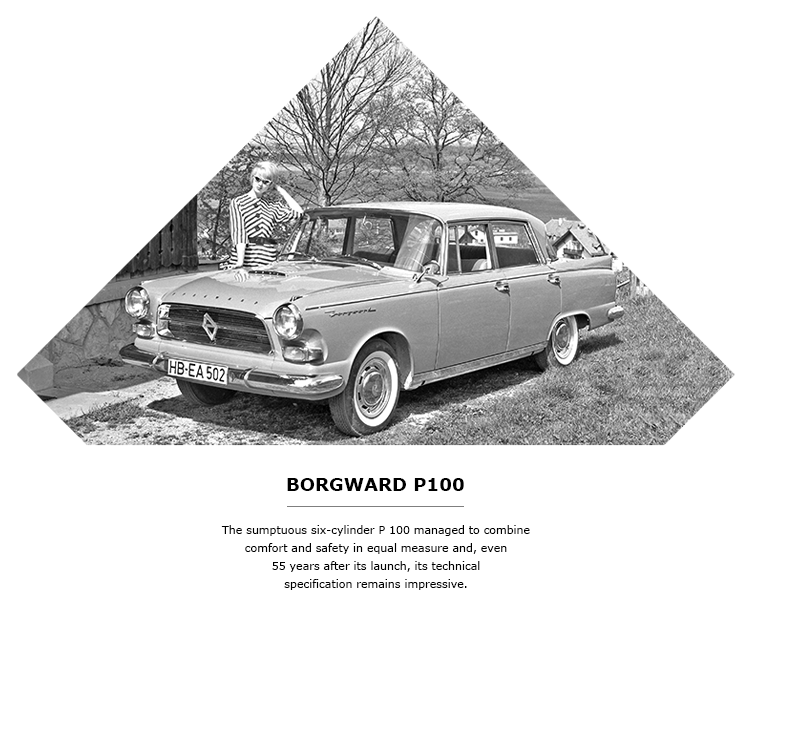 Borgward
HB-EA 502
BORGWARD P100
The sumptuous six-cylinder P 100 managed to combine
comfort and safety in equal measure and, even
55 years after its launch, its technical
specification remains impressive.